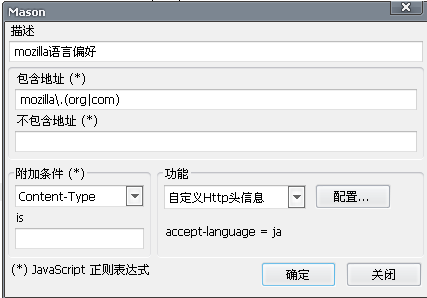 Mason
描述
mozilla语言偏好
包含地址 (*)
mozilla\.(org|com)
不包含地址 (*)
附加条件 (*)
功能
Content-Type
自定义Http头信息
配置...
is
accept-language = ja
(*) JavaScript 正则表达式
确定
关闭